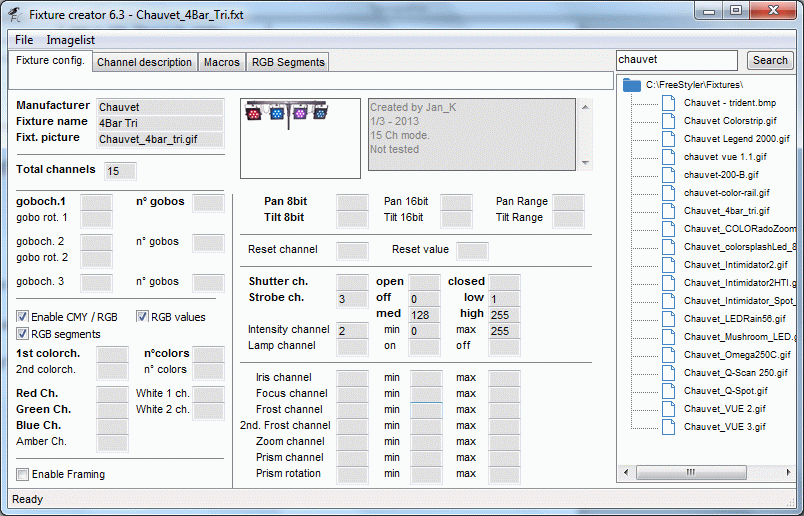 Fixture creator 6.3 - Chauvet_4Bar_Tri.fxt
File Imagelist
Fixture config. Channel description Macros RGB Segments
chauvet Search
Manufacturer Chauvet
Fixture name 4Bar Tri
Fixt. picture Chauvet_4bar_tri.gif
Total channels 15
Created by Jan_K
1/3 - 2013
15 Ch mode.
Not tested
goboch.1 n° gobos
gobo rot. 1
goboch. 2 n° gobos
gobo rot. 2
goboch. 3 n° gobos
Enable CMY / RGB RGB values
RGB segments
1st colorch. n°colors
2nd colorch. n° colors
Red Ch. White 1 ch.
Green Ch. White 2 ch.
Blue Ch.
Amber Ch.
Enable Framing
Pan 8bit Pan 16bit Pan Range
Tilt 8bit Tilt 16bit Tilt Range
Reset channel Reset value
Shutter ch. open closed
Strobe ch. 3 off 0 low 1
med 128 high 255
Intensity channel 2 min 0 max 255
Lamp channel on off
Iris channel min max
Focus channel min max
Frost channel min max
2nd. Frost channel min max
Zoom channel min max
Prism channel min max
Prism rotation min max
C:\FreeStyler\Fixtures\
Chauvet - trident.bmp
Chauvet Colorstrip.gif
Chauvet Legend 2000.gif
chauvet vue 1.1.gif
chauvet-200-B.gif
chauvet-color-rail.gif
Chauvet_4bar_tri.gif
Chauvet_COLORadoZoom
Chauvet_colorsplashLed_8
Chauvet_Intimidator2.gif
Chauvet_Intimidator2HTI.g
Chauvet_Intimidator_Spot_
Chauvet_LEDRain56.gif
Chauvet_Mushroom_LED.g
Chauvet_Omega250C.gif
Chauvet_Q-Scan 250.gif
Chauvet_Q-Spot.gif
Chauvet_VUE 2.gif
Chauvet_VUE 3.gif
Ready